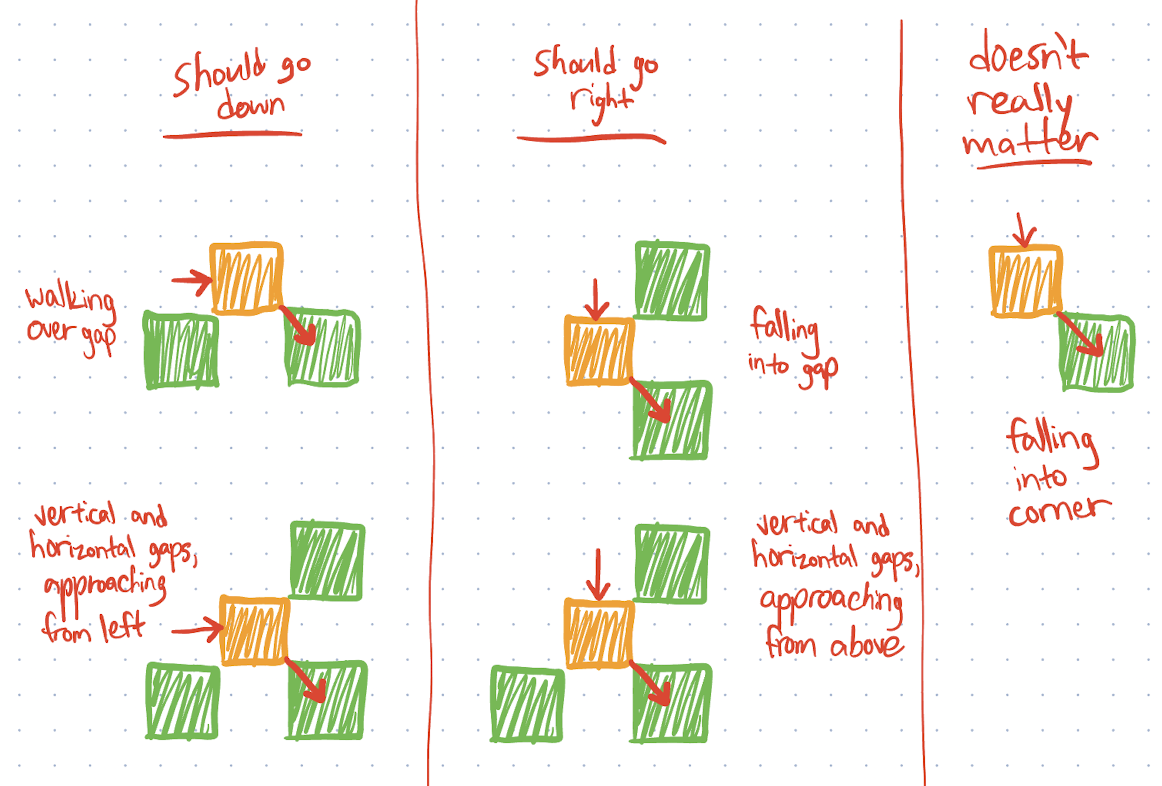 Should go
down
walking
over gap
vertical and
horizontal gaps,
approaching
from left
Should go
right
falling
into gap
vertical and
horizontal gaps,
approaching
from above
doesn't
really
matter
falling
into
corner